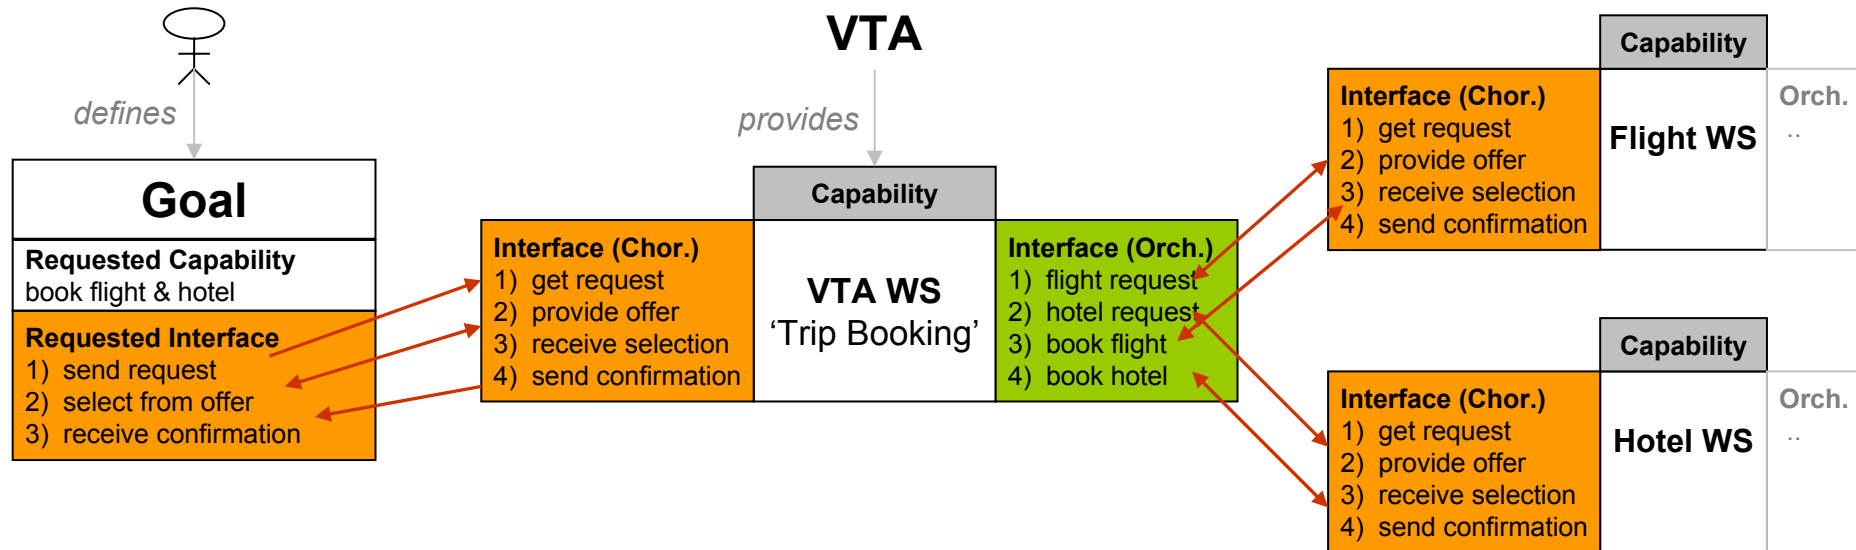 defines
Goal
Requested Capability
book flight & hotel
Requested Interface
1) send request
2) select from offer
3) receive confirmation
VTA
provides
Interface (Chor.)
1) get request
2) provide offer
3) receive selection
4) send confirmation
Capability
VTA WS
‘Trip Booking’
Interface (Orch.)
1) flight request
2) hotel request
3) book flight
4) book hotel
Capability
Interface (Chor.)
1) get request
2) provide offer
3) receive selection
4) send confirmation
Flight WS
Orch.
..
Capability
Interface (Chor.)
1) get request
2) provide offer
3) receive selection
4) send confirmation
Hotel WS
Orch.
..